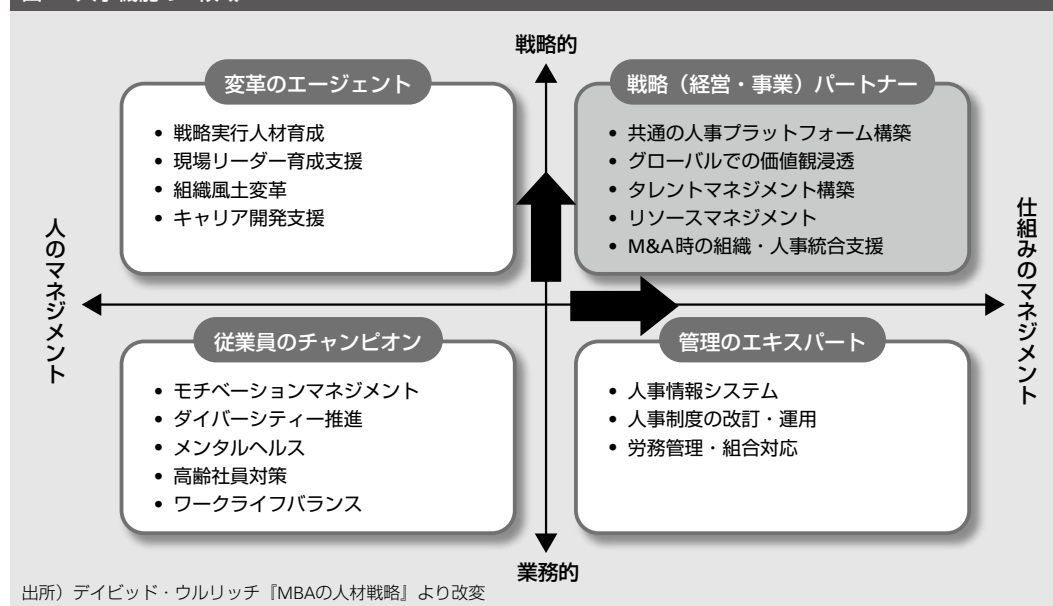 戦略的
変革のエージェント
• 戦略実行人材育成
• 現場リーダー育成支援
• 組織風土変革
• キャリア開発支援
戦略（経営・事業）パートナー
• 共通の人事プラットフォーム構築
• グローバルでの価値観浸透
• タレントマネジメント構築
• リソースマネジメント
• M&A時の組織・人事統合支援
人のマネジメント
仕組みのマネジメント
従業員のチャンピオン
• モチベーションマネジメント
• ダイバーシティー推進
• メンタルヘルス
• 高齢社員対策
• ワークライフバランス
管理のエキスパート
• 人事情報システム
• 人事制度の改訂・運用
• 労務管理・組合対応
業務的
出所）デイビッド・ウルリッチ『MBAの人材戦略』より改変